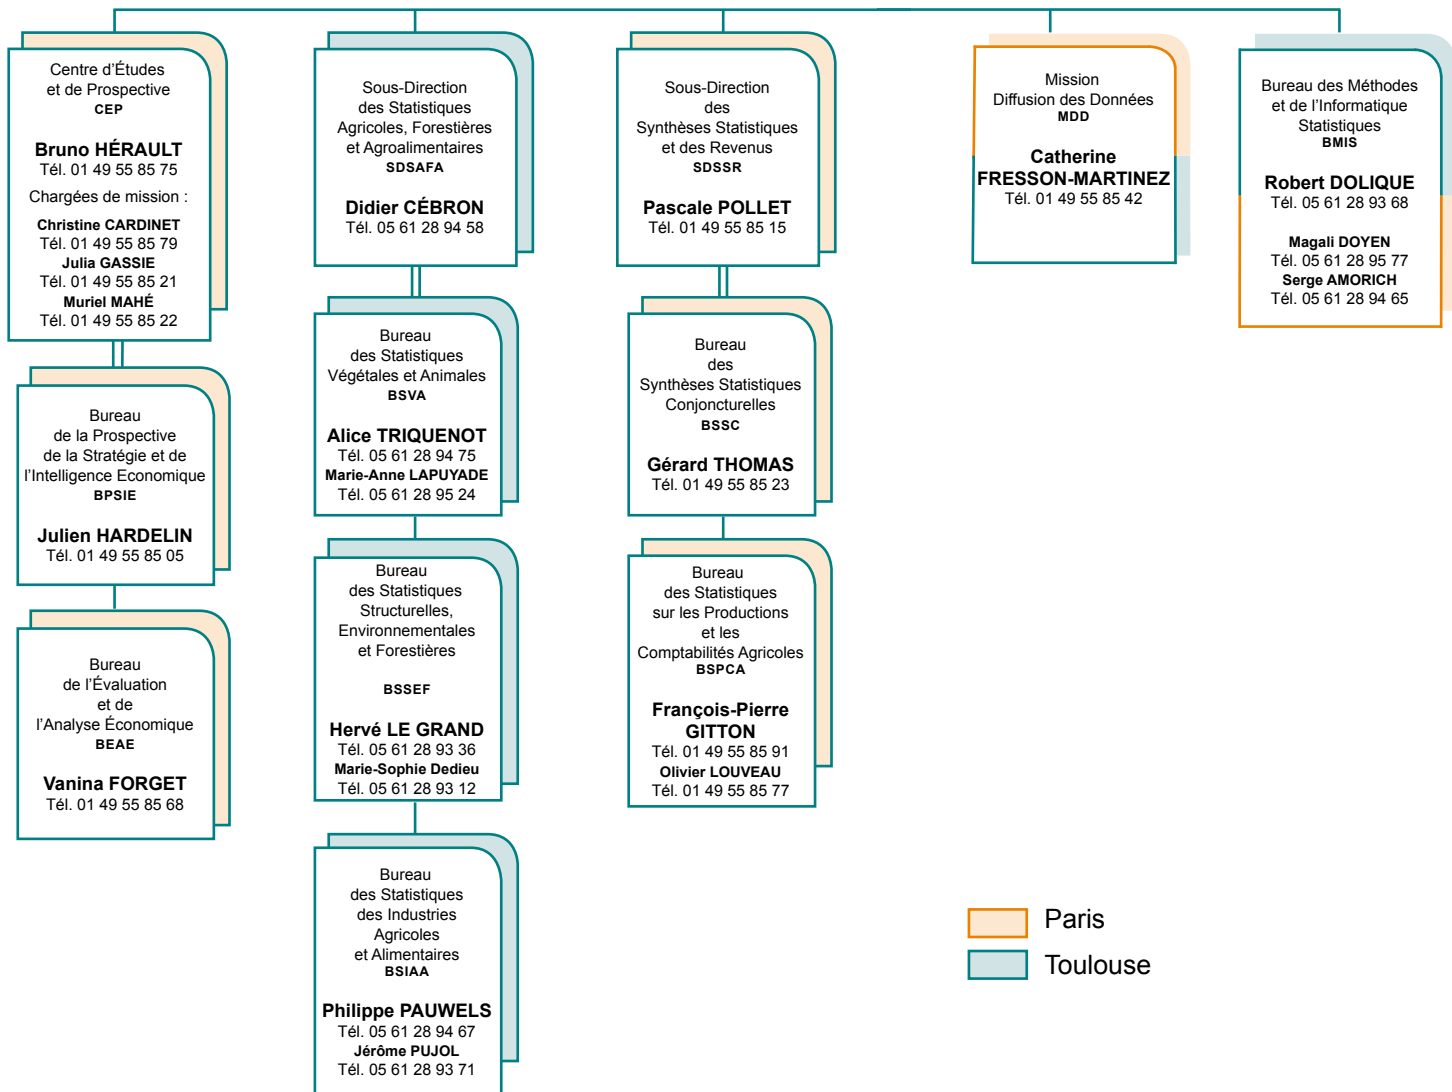 Centre d'Études
et de Prospective
CEP
Bruno HÉRAULT
Tél. 01 49 55 85 75
Chargées de mission :
Christine CARDINET
Tél. 01 49 55 85 79
Julia GASSIE
Tél. 01 49 55 85 21
Muriel MAHÉ
Tél. 01 49 55 85 22
Bureau
de la Prospective
de la Stratégie et de
l'Intelligence Economique
BPSIE
Julien HARDELIN
Tél. 01 49 55 85 05
Bureau
de l'Évaluation
et de
l'Analyse Économique
BEAE
Vanina FORGET
Tél. 01 49 55 85 68
Sous-Direction
des Statistiques
Agricoles, Forestières
et Agroalimentaires
SDSAFA
Didier CÉBRON
Tél. 05 61 28 94 58
Bureau
des Statistiques
Végétales et Animales
BSVA
Alice TRIQUENOT
Tél. 05 61 28 94 75
Marie-Anne LAPUYADE
Tél. 05 61 28 95 24
Bureau
des Statistiques
Structurelles,
Environnementales
et Forestières
BSSEF
Hervé LE GRAND
Tél. 05 61 28 93 36
Marie-Sophie Dedieu
Tél. 05 61 28 93 12
Bureau
des Statistiques
des Industries
Agricoles
et Alimentaires
BSIAA
Philippe PAUWELS
Tél. 05 61 28 94 67
Jérôme PUJOL
Tél. 05 61 28 93 71
Sous-Direction
des
Synthèses Statistiques
et des Revenus
SDSSR
Pascale POLLET
Tél. 01 49 55 85 15
Bureau
des
Synthèses Statistiques
Conjoncturelles
BSSC
Gérard THOMAS
Tél. 01 49 55 85 23
Bureau
des Statistiques
sur les Productions
et les
Comptabilités Agricoles
BSPCA
François-Pierre
GITTON
Tél. 01 49 55 85 91
Olivier LOUVEAU
Tél. 01 49 55 85 77
Mission
Diffusion des Données
MDD
Catherine
FRESSON-MARTINEZ
Tél. 01 49 55 85 42
Bureau des Méthodes
et de l'Informatique
Statistiques
BMIS
Robert DOLIQUE
Tél. 05 61 28 93 68
Magali DOYEN
Tél. 05 61 28 95 77
Serge AMORICH
Tél. 05 61 28 94 65
Paris
Toulouse